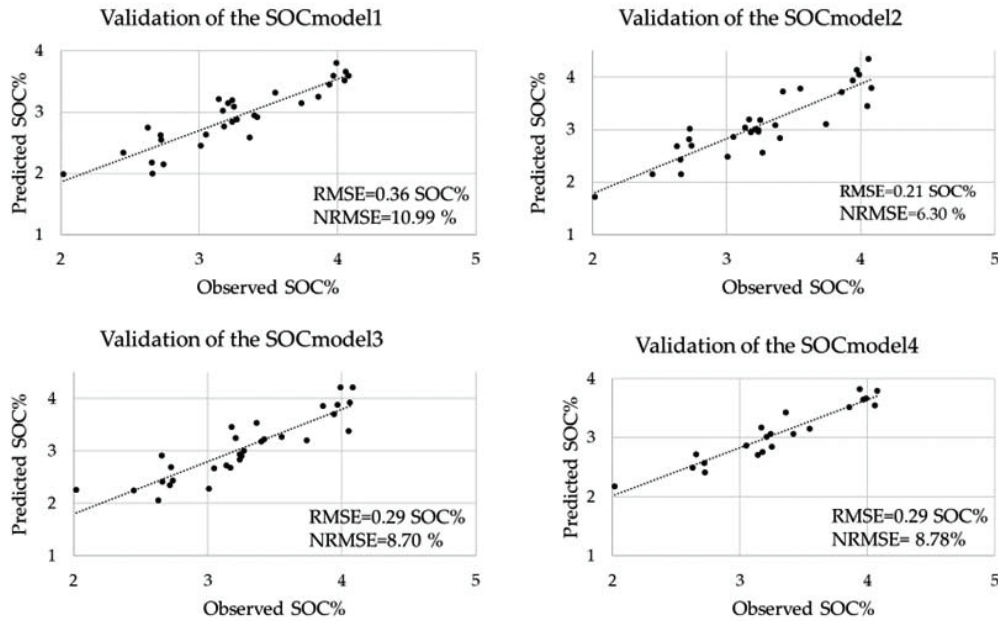 Validation of the SOCmodel1
4
3
2
1
Predicted SOC%
RMSE=0.36 SOC%
NRMSE=10.99 %
2 3 4 5
Observed SOC%
Validation of the SOCmodel2
4
3
2
1
Predicted SOC%
RMSE=0.21 SOC%
NRMSE=6.30 %
2 3 4 5
Observed SOC%
Validation of the SOCmodel3
4
3
2
1
Predicted SOC%
RMSE=0.29 SOC%
NRMSE=8.70 %
2 3 4 5
Observed SOC%
Validation of the SOCmodel4
4
3
2
1
Predicted SOC%
RMSE=0.29 SOC%
NRMSE= 8.78%
2 3 4 5
Observed SOC%